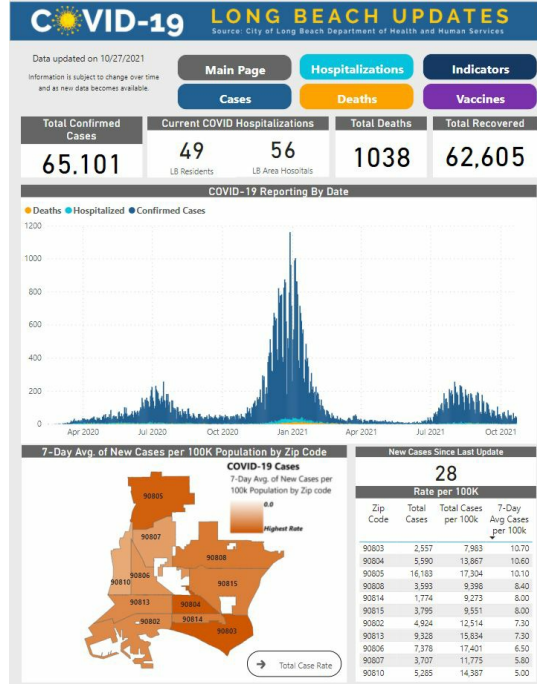 COVID-19 LONG BEACH UPDATES
Source: City of Long Beach Department of Health and Human Services
Data updated on 10/27/2021
Information is subject to change over time
and as new data becomes available.
Main Page
Hospitalizations
Indicators
Cases
Deaths
Vaccines
Total Confirmed
Cases
65,101
Current COVID Hospitalizations
49
LB Residents
56
LB Area Hospitals
Total Deaths
1038
Total Recovered
62,605
COVID-19 Reporting By Date
Deaths Hospitalized Confirmed Cases
1200
1000
800
600
400
200
0
Apr 2020 Jul 2020 Oct 2020 Jan 2021 Apr 2021 Jul 2021 Oct 2021
7-Day Avg. of New Cases per 100K Population by Zip Code
COVID-19 Cases
7-Day Avg. of New Cases per
100k Population by Zip code
0.0
Highest Rate
90805
90807
90808
90806
90810
90815
90813
90804
90802
90814
90803
Total Case Rate
New Cases Since Last Update
28
Rate per 100K
Zip Code Total Cases Total Cases per 100k 7-Day Avg Cases per 100k
90803 2,557 7,983 10.70
90804 5,590 13,867 10.60
90805 16,183 17,304 10.10
90808 3,593 9,398 8.40
90814 1,774 9,273 8.00
90815 3,795 9,551 8.00
90802 4,924 12,514 7.30
90813 9,328 15,834 7.30
90806 7,378 17,401 6.50
90807 3,707 11,775 5.80
90810 5,285 14,387 5.00